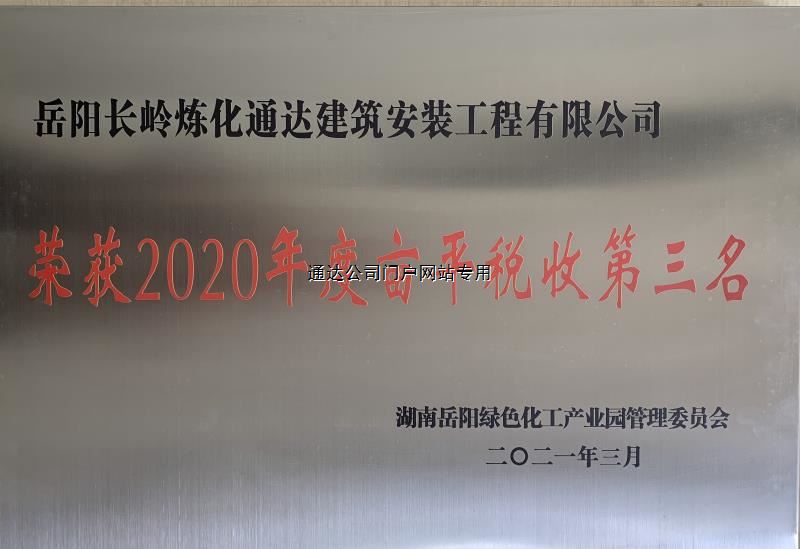 岳阳长岭炼化通达建筑安装工程有限公司
荣获2020年度亩平税收第三名
通达公司门户网站专用
湖南岳阳绿色化工产业园管理委员会
二〇二一年三月